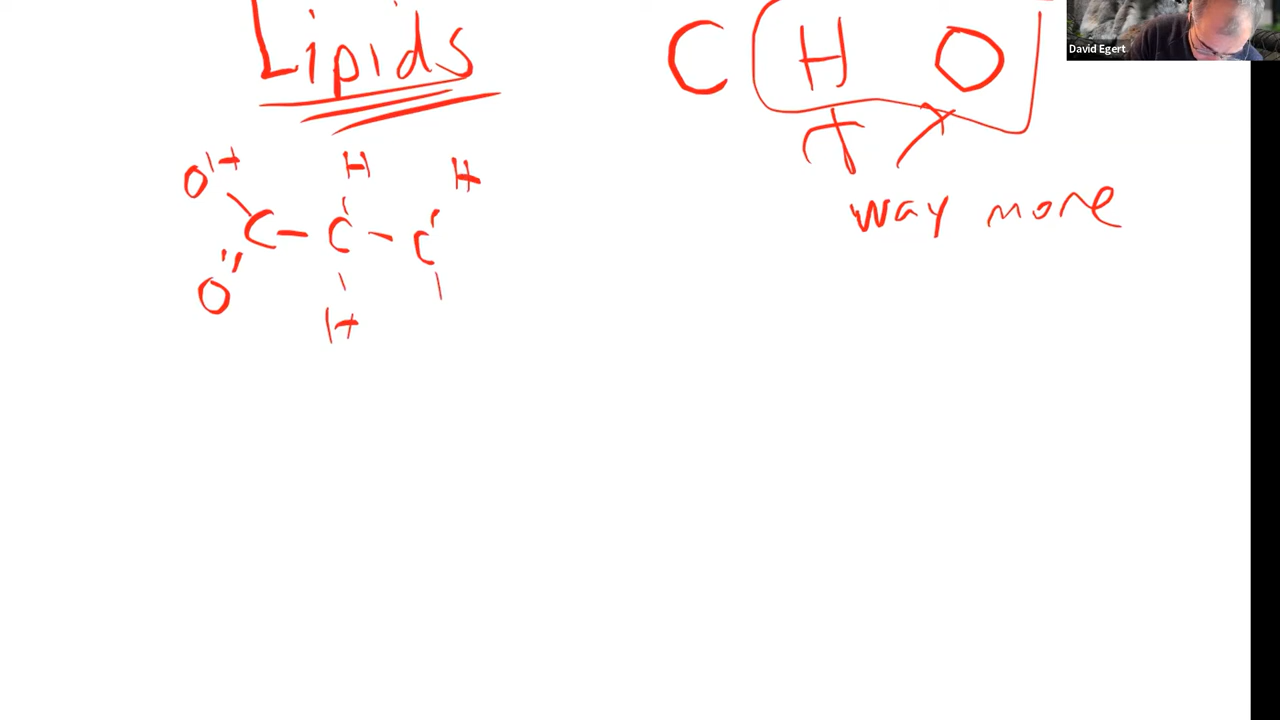 Lipids
C H O
David Egert
way more
OH H H
C - C - C
O
H